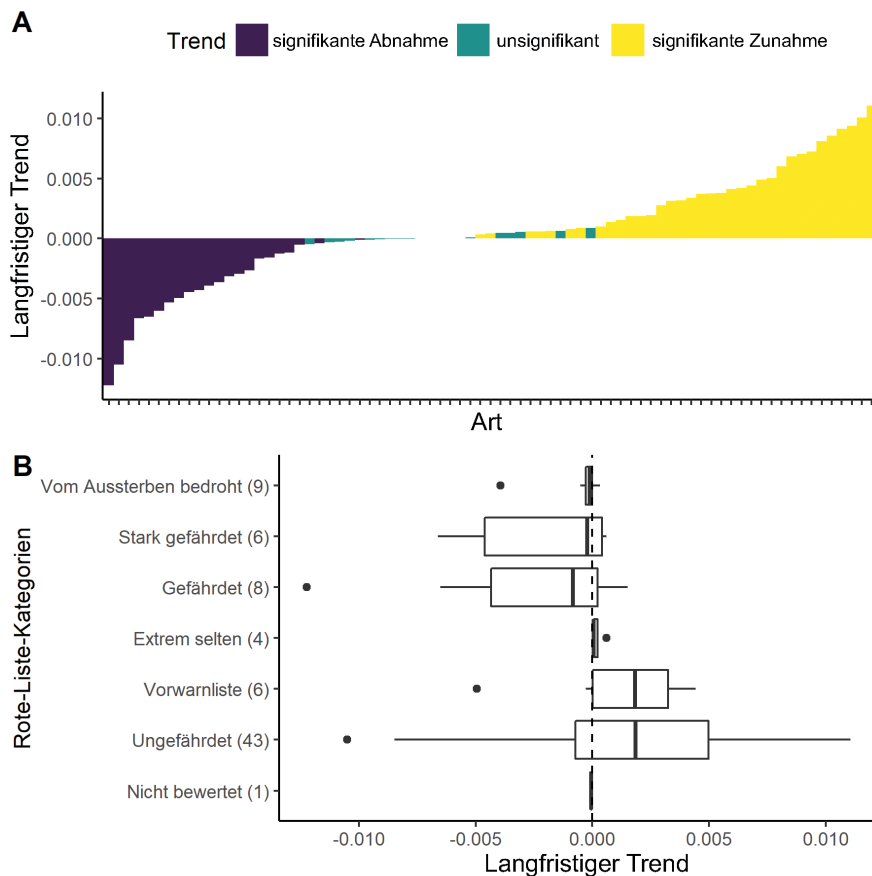 A
Trend signifikante Abnahme unsignifikant signifikante Zunahme
Langfristiger Trend
0.010
0.005
0.000
-0.005
-0.010
Art
B
Rote-Liste-Kategorien
Vom Aussterben bedroht (9)
Stark gefährdet (6)
Gefährdet (8)
Extrem selten (4)
Vorwarnliste (6)
Ungefährdet (43)
Nicht bewertet (1)
-0.010 -0.005 0.000 0.005 0.010
Langfristiger Trend